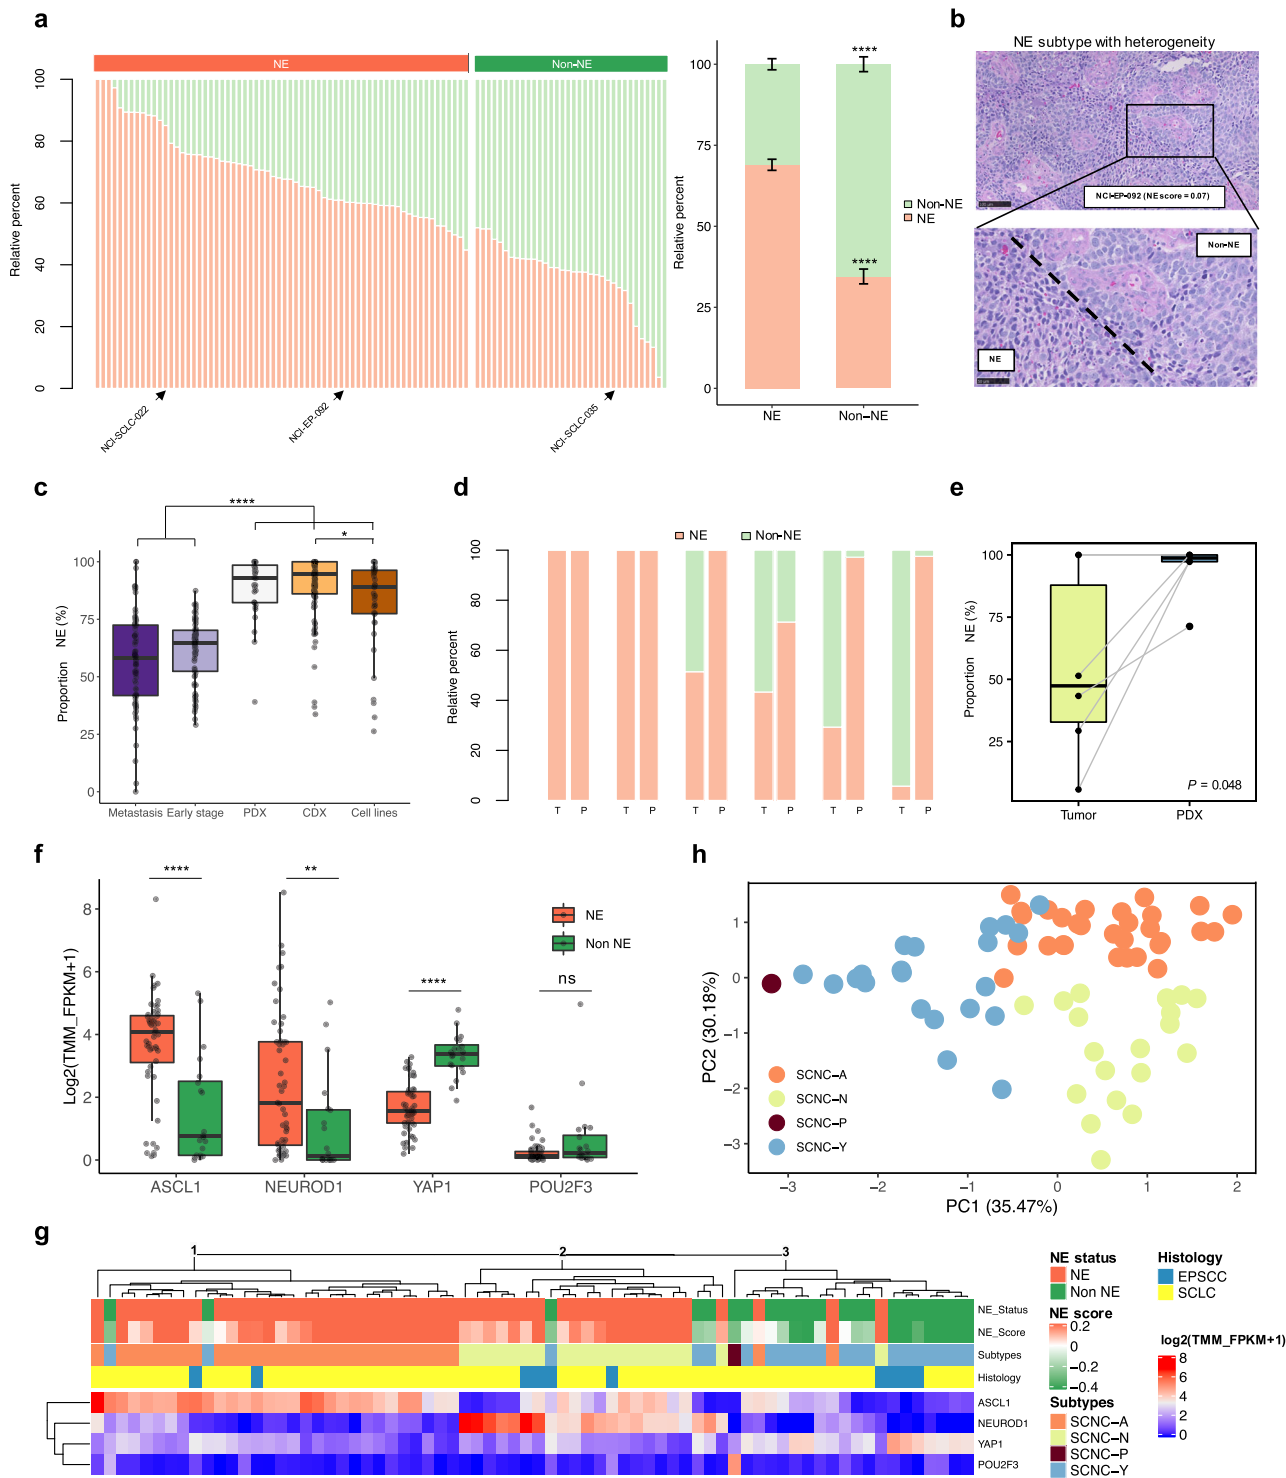 a
NE
Non-NE
Relative percent
100
80
60
40
20
0
NCI-SCLC-022
NCI-EP-092
NCI-SCLC-035
Relative percent
100
75
50
25
0
****
****
NE
Non-NE
Non-NE
NE
b
NE subtype with heterogeneity
NCI-EP-092 (NE score = 0.07)
Non-NE
NE
c
****
*
Proportion NE (%)
100
75
50
25
0
Metastasis
Early stage
PDX
CDX
Cell lines
d
NE
Non-NE
Relative percent
100
80
60
40
20
0
T P T P T P T P T P T P
e
Proportion NE (%)
100
75
50
25
P = 0.048
Tumor
PDX
f
****
**
****
ns
NE
Non NE
Log2(TMM_FPKM+1)
8
6
4
2
0
ASCL1
NEUROD1
YAP1
POU2F3
h
PC2 (30.18%)
1
0
−1
−2
−3
SCNC−A
SCNC−N
SCNC−P
SCNC−Y
−3 −2 −1 0 1 2
PC1 (35.47%)
g
1 2 3
NE_Status
NE_Score
Subtypes
Histology
ASCL1
NEUROD1
YAP1
POU2F3
NE status
NE
Non NE
NE score
0.2
0
−0.2
−0.4
Subtypes
SCNC−A
SCNC−N
SCNC−P
SCNC−Y
Histology
EPSCC
SCLC
log2(TMM_FPKM+1)
8
6
4
2
0